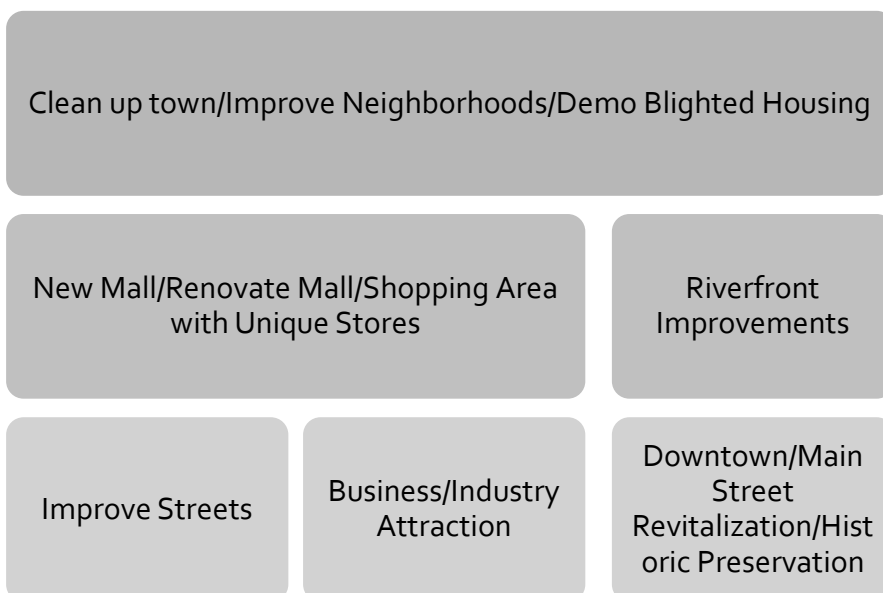 Clean up town/Improve Neighborhoods/Demo Blighted Housing
New Mall/Renovate Mall/Shopping Area
with Unique Stores
Riverfront
Improvements
Improve Streets
Business/Industry
Attraction
Downtown/Main
Street
Revitalization/Hist
oric Preservation